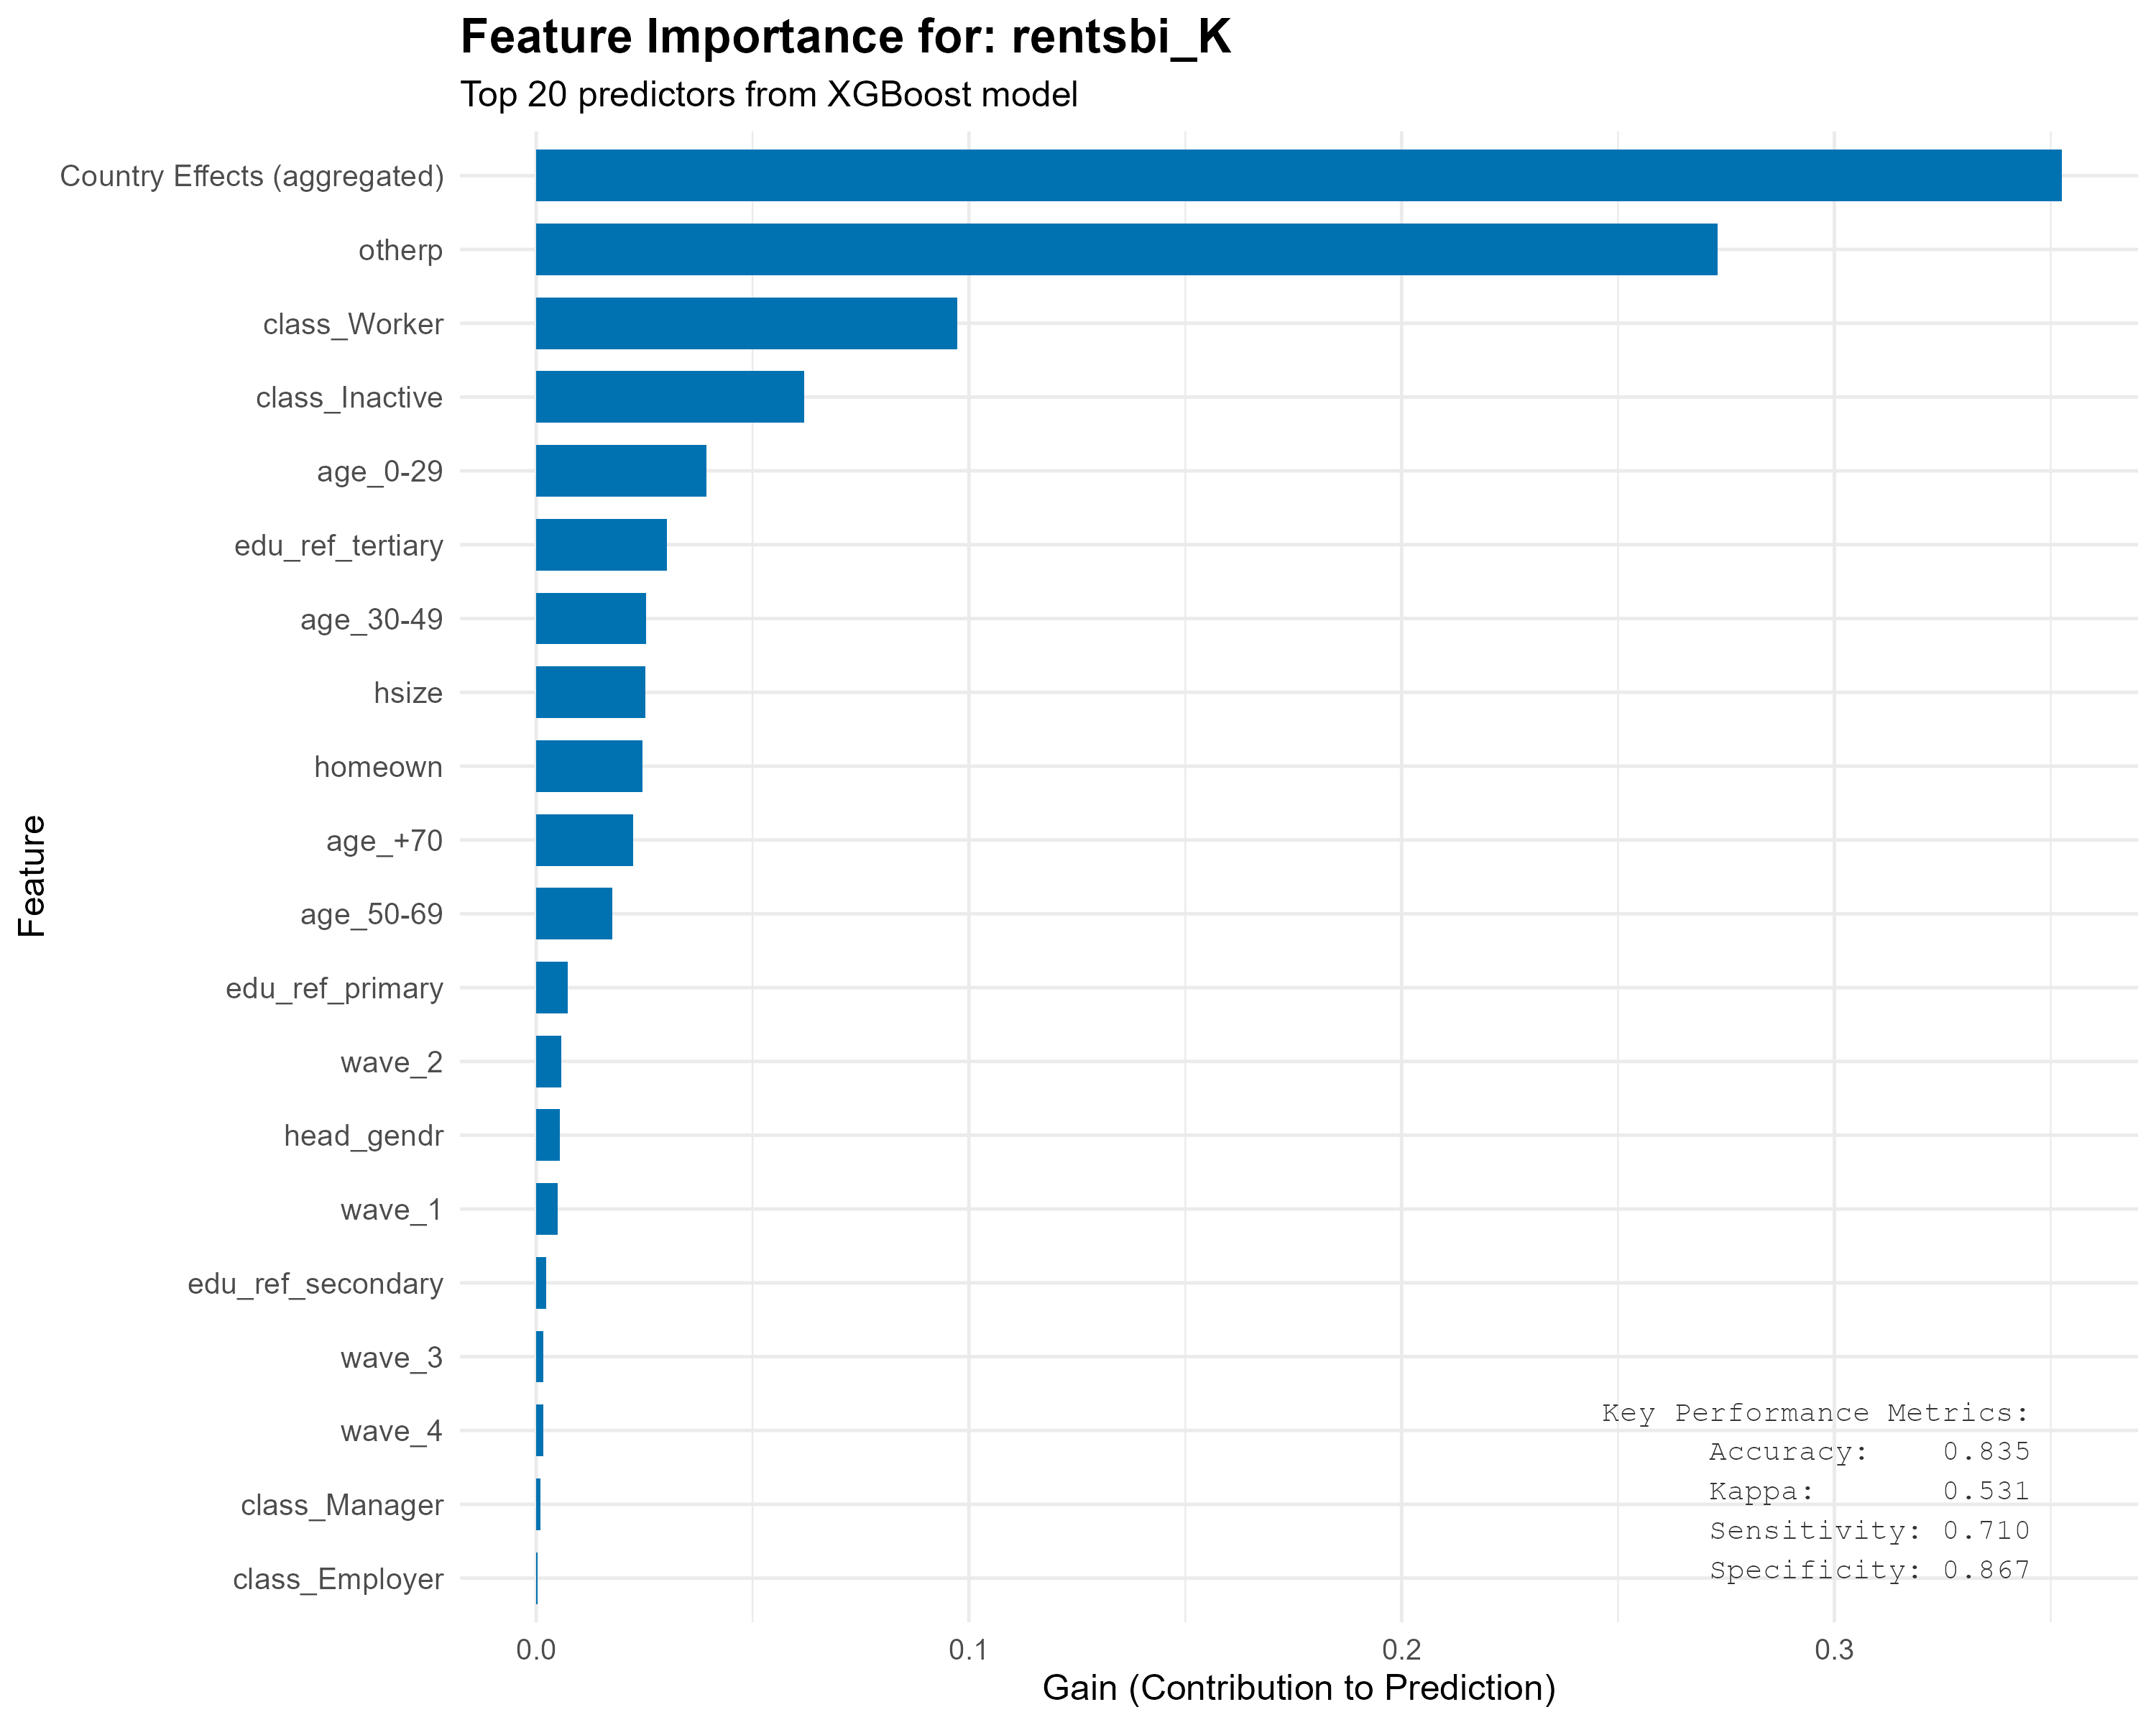 Feature Importance for: rentsbi_K
Top 20 predictors from XGBoost model
Country Effects (aggregated)
otherp
class_Worker
class_Inactive
age_0-29
edu_ref_tertiary
age_30-49
hsize
homeown
age_+70
age_50-69
edu_ref_primary
wave_2
head_gendr
wave_1
edu_ref_secondary
wave_3
wave_4
class_Manager
class_Employer
Feature
Key Performance Metrics:
Accuracy: 0.835
Kappa: 0.531
Sensitivity: 0.710
Specificity: 0.867
0.0 0.1 0.2 0.3
Gain (Contribution to Prediction)